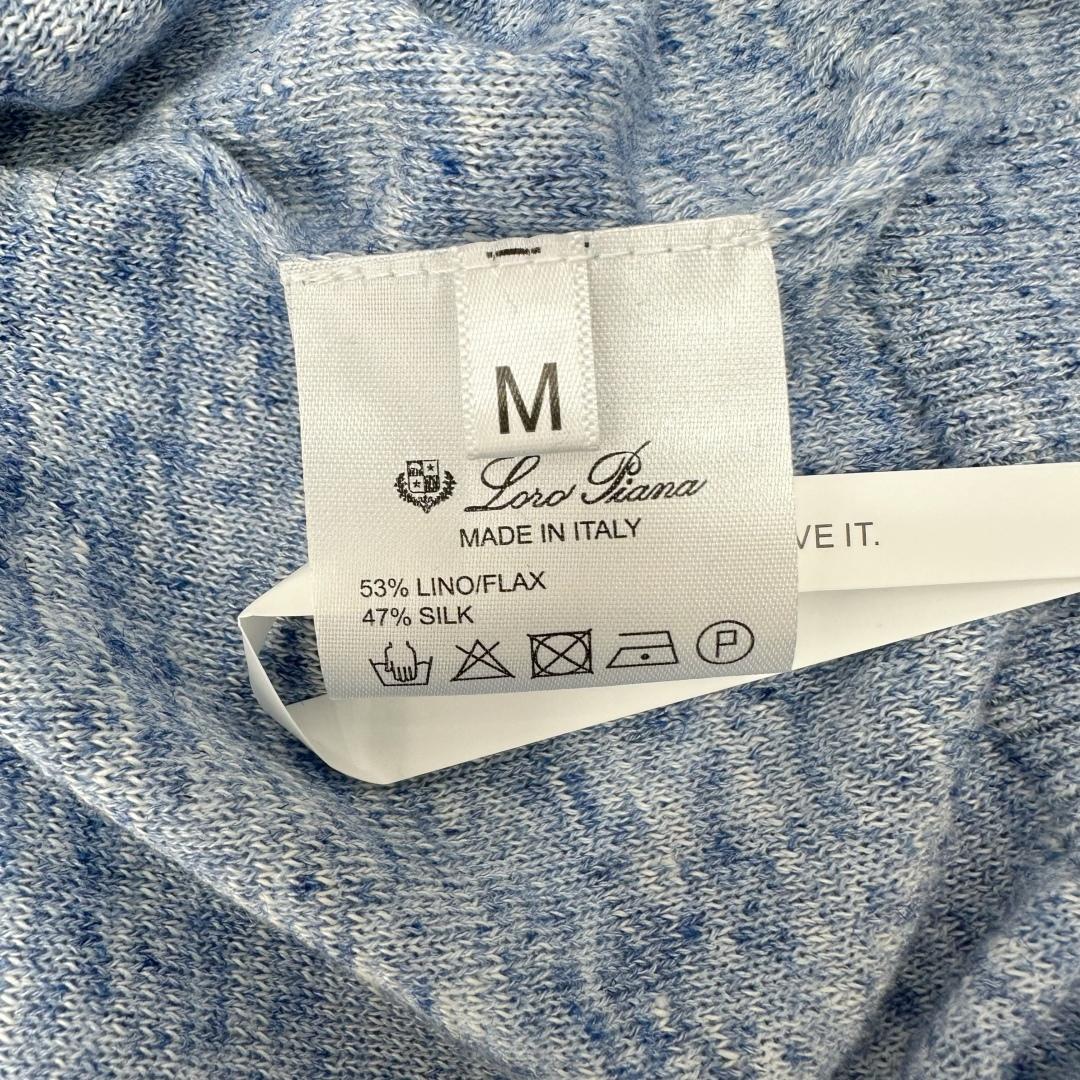 M
Loro Piana
MADE IN ITALY
VE IT.
53% LINO/FLAX
47% SILK
P